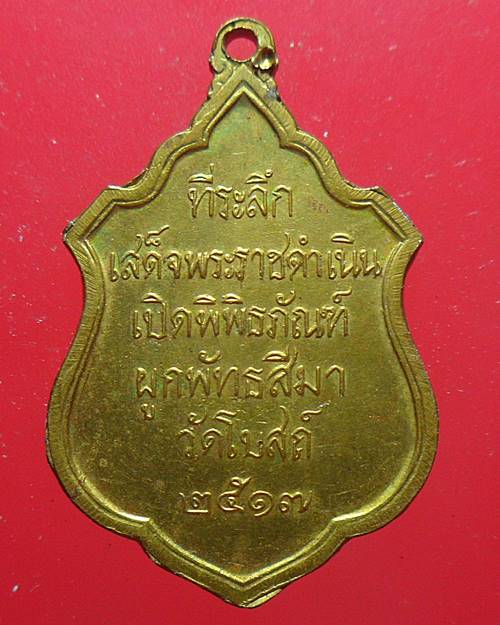 ที่ระลึก
เสด็จพระราชดำเนิน
เปิดพิพิธภัณฑ์
ผูกพัทธสีมา
วัดโบสถ์
๒๕๑๗